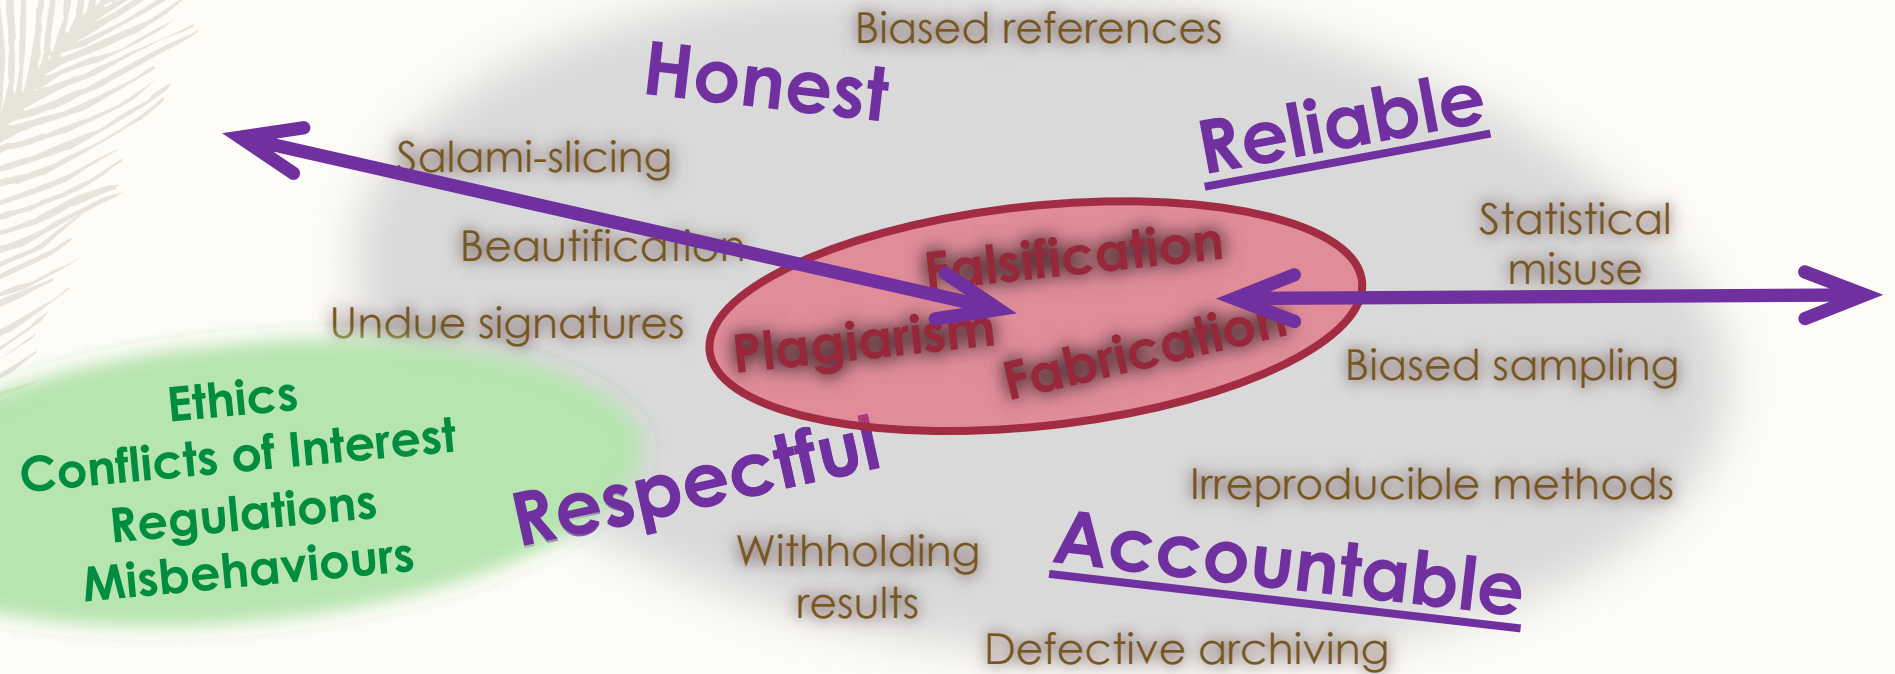 Biased references
Honest
Reliable
Salami-slicing
Statistical
misuse
Beautification
Falsification
Undue signatures
Plagiarism
Fabrication
Biased sampling
Ethics
Conflicts of Interest
Regulations
Misbehaviours
Respectful
Irreproducible methods
Withholding
results
Accountable
Defective archiving